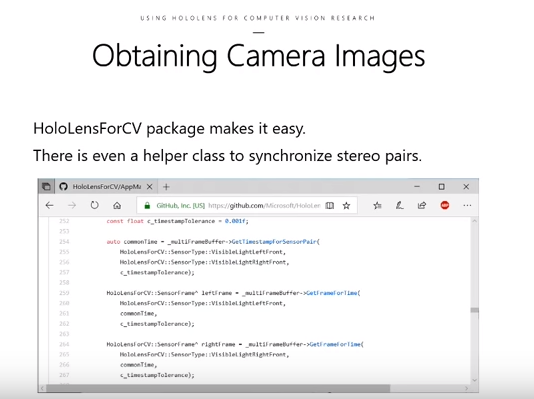 USING HOLOLENS FOR COMPUTER VISION RESEARCH
Obtaining Camera Images
HoloLensForCV package makes it easy.
There is even a helper class to synchronize stereo pairs.
HoloLensForCV/AppMa
GitHub, Inc. [US] https://github.com/Microsoft/HoloLen
252 const float c_timestampTolerance = 0.001f;
253
254 auto commonTime = _multiFrameBuffer->GetTimestampForSensorPair(
255 HoloLensForCV::SensorType::VisibleLightLeftFront,
256 HoloLensForCV::SensorType::VisibleLightRightFront,
257 c_timestampTolerance);
258
259 HoloLensForCV::SensorFrame^ leftFrame = _multiFrameBuffer->GetFrameForTime(
260 HoloLensForCV::SensorType::VisibleLightLeftFront,
261 commonTime,
262 c_timestampTolerance);
263
264 HoloLensForCV::SensorFrame^ rightFrame = _multiFrameBuffer->GetFrameForTime(
265 HoloLensForCV::SensorType::VisibleLightRightFront,
266 commonTime,
267 c_timestampTolerance);